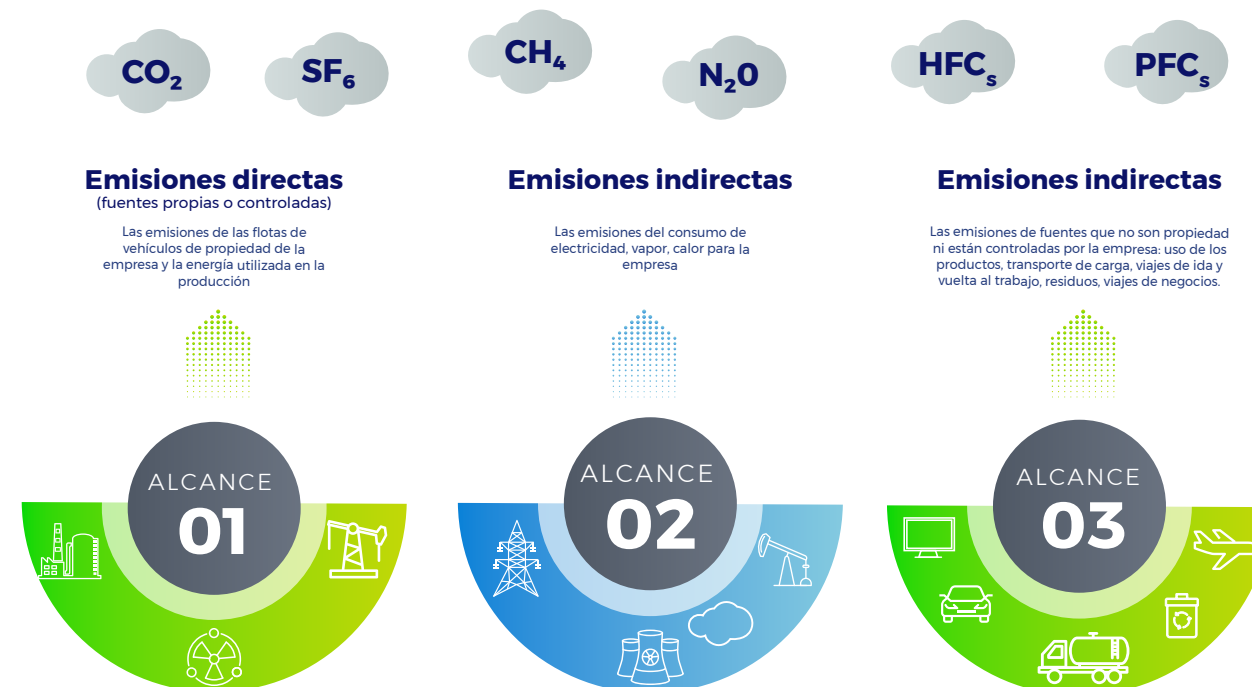 CO₂
SF₆
CH₄
N₂0
HFCs
PFCs
Emisiones directas
(fuentes propias o controladas)
Las emisiones de las flotas de
vehículos de propiedad de la
empresa y la energía utilizada en la
producción
ALCANCE
01
Emisiones indirectas
Las emisiones del consumo de
electricidad, vapor, calor para la
empresa
ALCANCE
02
Emisiones indirectas
Las emisiones de fuentes que no son propiedad
ni están controladas por la empresa: uso de los
productos, transporte de carga, viajes de ida y
vuelta al trabajo, residuos, viajes de negocios.
ALCANCE
03